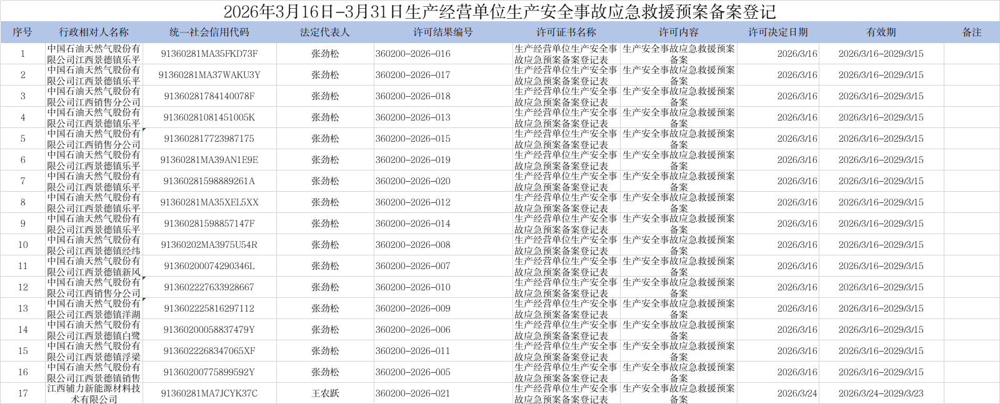 2026年3月16日-3月31日生产经营单位生产安全事故应急救援预案备案登记
序号 行政相对人名称 统一社会信用代码 法定代表人 许可结果编号 许可证书名称 许可内容 许可决定日期 有效期 备注
1 中国石油天然气股份有限公司江西景德镇乐平 91360281MA35FKD73F 张劲松 360200-2026-016 生产经营单位生产安全事故应急预案备案登记表 生产安全事故应急救援预案备案 2026/3/16 2026/3/16-2029/3/15
2 中国石油天然气股份有限公司江西景德镇乐平 91360281MA37WAKU3Y 张劲松 360200-2026-017 生产经营单位生产安全事故应急预案备案登记表 生产安全事故应急救援预案备案 2026/3/16 2026/3/16-2029/3/15
3 中国石油天然气股份有限公司江西销售分公司 91360281784140078F 张劲松 360200-2026-018 生产经营单位生产安全事故应急预案备案登记表 生产安全事故应急救援预案备案 2026/3/16 2026/3/16-2029/3/15
4 中国石油天然气股份有限公司江西景德镇乐平 91360281081451005K 张劲松 360200-2026-013 生产经营单位生产安全事故应急预案备案登记表 生产安全事故应急救援预案备案 2026/3/16 2026/3/16-2029/3/15
5 中国石油天然气股份有限公司江西销售分公司 913602817723987175 张劲松 360200-2026-015 生产经营单位生产安全事故应急预案备案登记表 生产安全事故应急救援预案备案 2026/3/16 2026/3/16-2029/3/15
6 中国石油天然气股份有限公司江西景德镇乐平 91360281MA39AN1E9E 张劲松 360200-2026-019 生产经营单位生产安全事故应急预案备案登记表 生产安全事故应急救援预案备案 2026/3/16 2026/3/16-2029/3/15
7 中国石油天然气股份有限公司江西景德镇乐平 91360281598889261A 张劲松 360200-2026-020 生产经营单位生产安全事故应急预案备案登记表 生产安全事故应急救援预案备案 2026/3/16 2026/3/16-2029/3/15
8 中国石油天然气股份有限公司江西景德镇乐平 91360281MA35XEL5XX 张劲松 360200-2026-012 生产经营单位生产安全事故应急预案备案登记表 生产安全事故应急救援预案备案 2026/3/16 2026/3/16-2029/3/15
9 中国石油天然气股份有限公司江西景德镇乐平 91360281598857147F 张劲松 360200-2026-014 生产经营单位生产安全事故应急预案备案登记表 生产安全事故应急救援预案备案 2026/3/16 2026/3/16-2029/3/15
10 中国石油天然气股份有限公司江西景德镇经纬 91360202MA3975U54R 张劲松 360200-2026-008 生产经营单位生产安全事故应急预案备案登记表 生产安全事故应急救援预案备案 2026/3/16 2026/3/16-2029/3/15
11 中国石油天然气股份有限公司江西景德镇新风 91360200074290346L 张劲松 360200-2026-007 生产经营单位生产安全事故应急预案备案登记表 生产安全事故应急救援预案备案 2026/3/16 2026/3/16-2029/3/15
12 中国石油天然气股份有限公司江西销售分公司 913602227633928667 张劲松 360200-2026-010 生产经营单位生产安全事故应急预案备案登记表 生产安全事故应急救援预案备案 2026/3/16 2026/3/16-2029/3/15
13 中国石油天然气股份有限公司江西景德镇洋湖 913602225816297112 张劲松 360200-2026-009 生产经营单位生产安全事故应急预案备案登记表 生产安全事故应急救援预案备案 2026/3/16 2026/3/16-2029/3/15
14 中国石油天然气股份有限公司江西景德镇白鹭 91360200058837479Y 张劲松 360200-2026-006 生产经营单位生产安全事故应急预案备案登记表 生产安全事故应急救援预案备案 2026/3/16 2026/3/16-2029/3/15
15 中国石油天然气股份有限公司江西景德镇浮梁 9136022268347065XF 张劲松 360200-2026-011 生产经营单位生产安全事故应急预案备案登记表 生产安全事故应急救援预案备案 2026/3/16 2026/3/16-2029/3/15
16 中国石油天然气股份有限公司江西景德镇销售 91360200775899592Y 张劲松 360200-2026-005 生产经营单位生产安全事故应急预案备案登记表 生产安全事故应急救援预案备案 2026/3/16 2026/3/16-2029/3/15
17 江西辅力新能源材料技术有限公司 91360281MA7JCYK37C 王农跃 360200-2026-021 生产经营单位生产安全事故应急预案备案登记表 生产安全事故应急救援预案备案 2026/3/24 2026/3/24-2029/3/23